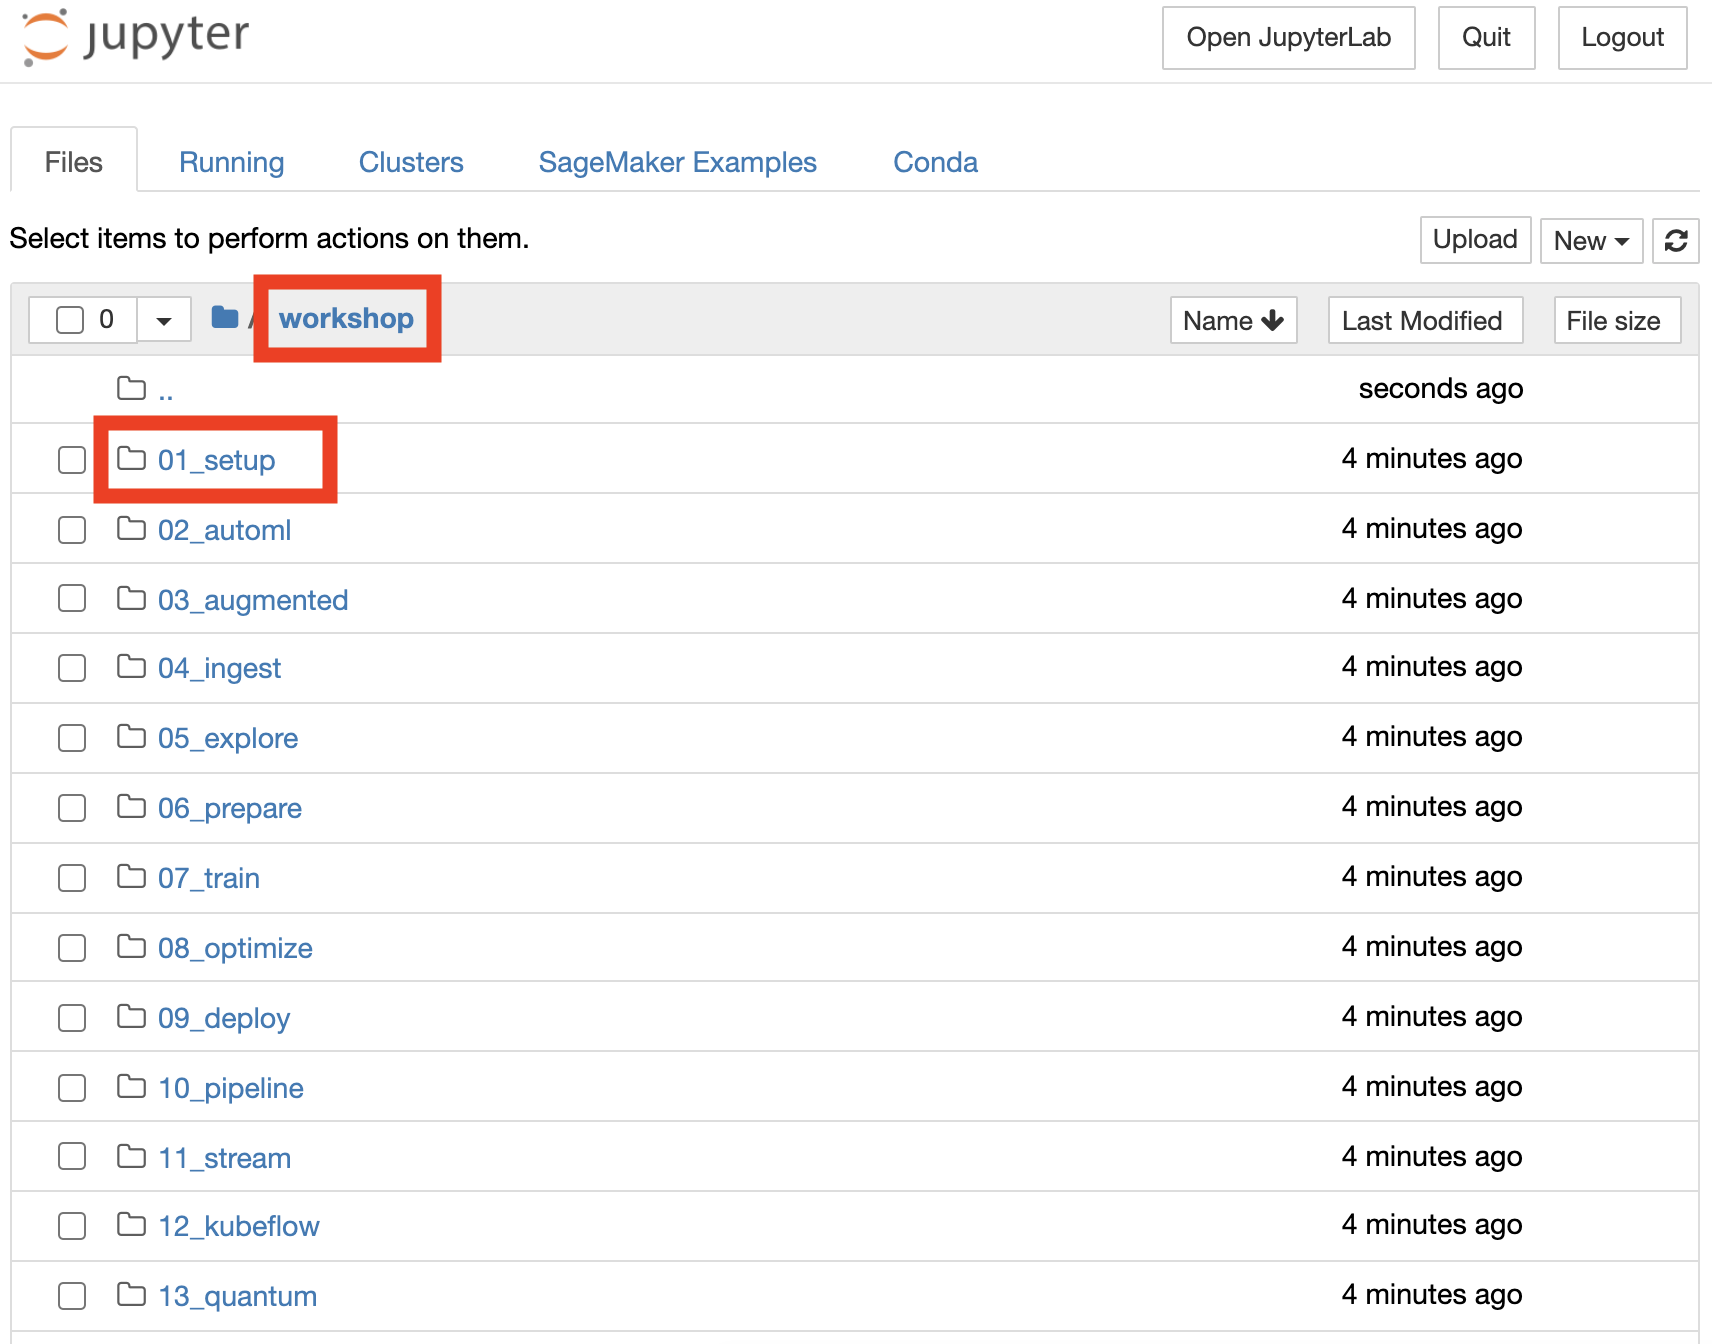 jupyter
Open JupyterLab
Quit
Logout
Files
Running
Clusters
SageMaker Examples
Conda
Select items to perform actions on them.
Upload
New
0
/ workshop
Name
Last Modified
File size
..
seconds ago
01_setup
4 minutes ago
02_automl
4 minutes ago
03_augmented
4 minutes ago
04_ingest
4 minutes ago
05_explore
4 minutes ago
06_prepare
4 minutes ago
07_train
4 minutes ago
08_optimize
4 minutes ago
09_deploy
4 minutes ago
10_pipeline
4 minutes ago
11_stream
4 minutes ago
12_kubeflow
4 minutes ago
13_quantum
4 minutes ago